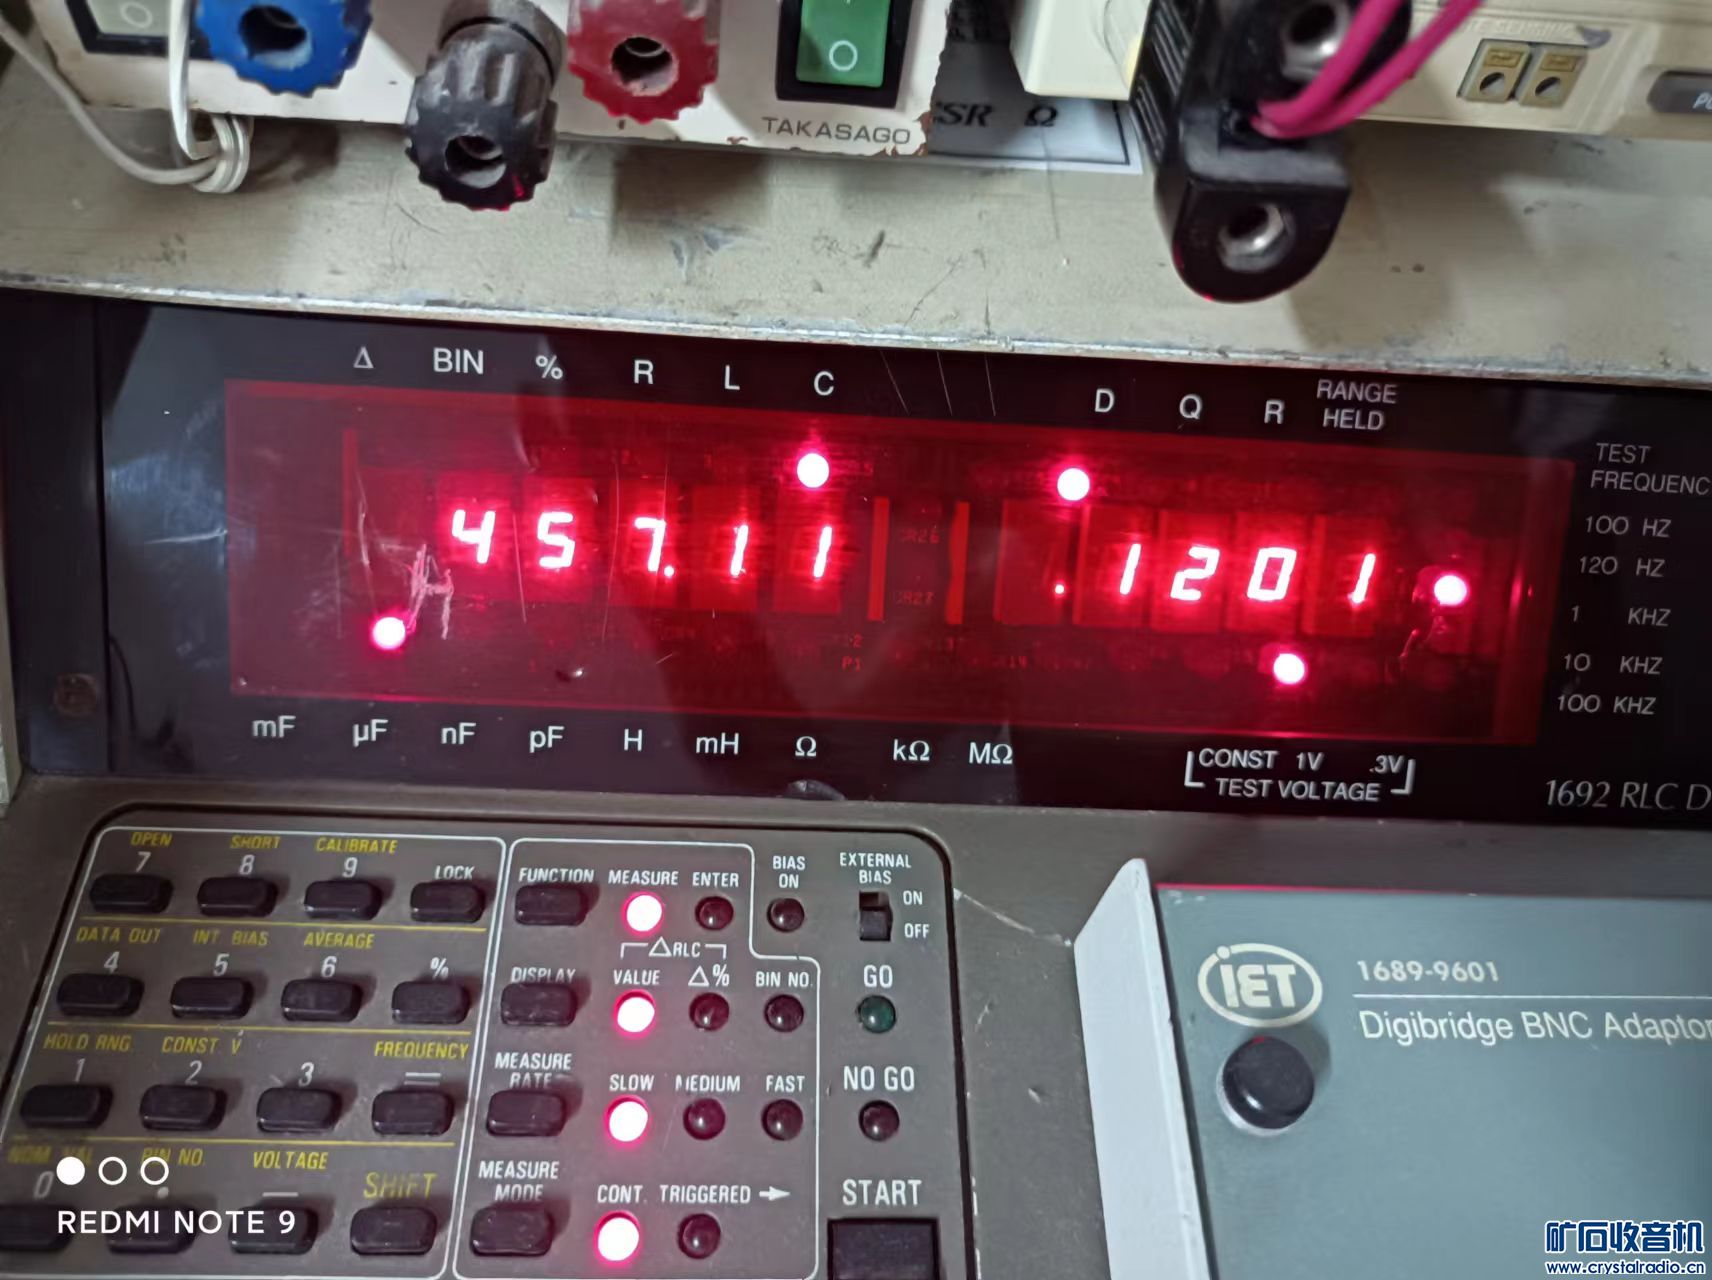 TAKASAGO
SR Ω
Δ BIN % R L C D Q R RANGE HELD
457.11 .1201
CR26
CR27
mF µF nF pF H mH Ω kΩ MΩ
CONST 1V .3V
TEST VOLTAGE
TEST
FREQUENC
100 HZ
120 HZ
1 KHZ
10 KHZ
100 KHZ
1692 RLC D
OPEN SHORT CALIBRATE
7 8 9 LOCK
DATA OUT INT BIAS AVERAGE
4 5 6 %
HOLD RNG. CONST V FREQUENCY
1 2 3 =
BIN NO. VOLTAGE
0 . — SHIFT
FUNCTION MEASURE ENTER
ΔRLC
DISPLAY VALUE Δ% BIN NO.
MEASURE
RATE SLOW MEDIUM FAST
MEASURE
MODE CONT. TRIGGERED
BIAS
ON
EXTERNAL
BIAS
ON
OFF
GO
NO GO
START
IET
1689-9601
Digibridge BNC Adaptor
REDMI NOTE 9
矿石收音机
www.crystalradio.cn